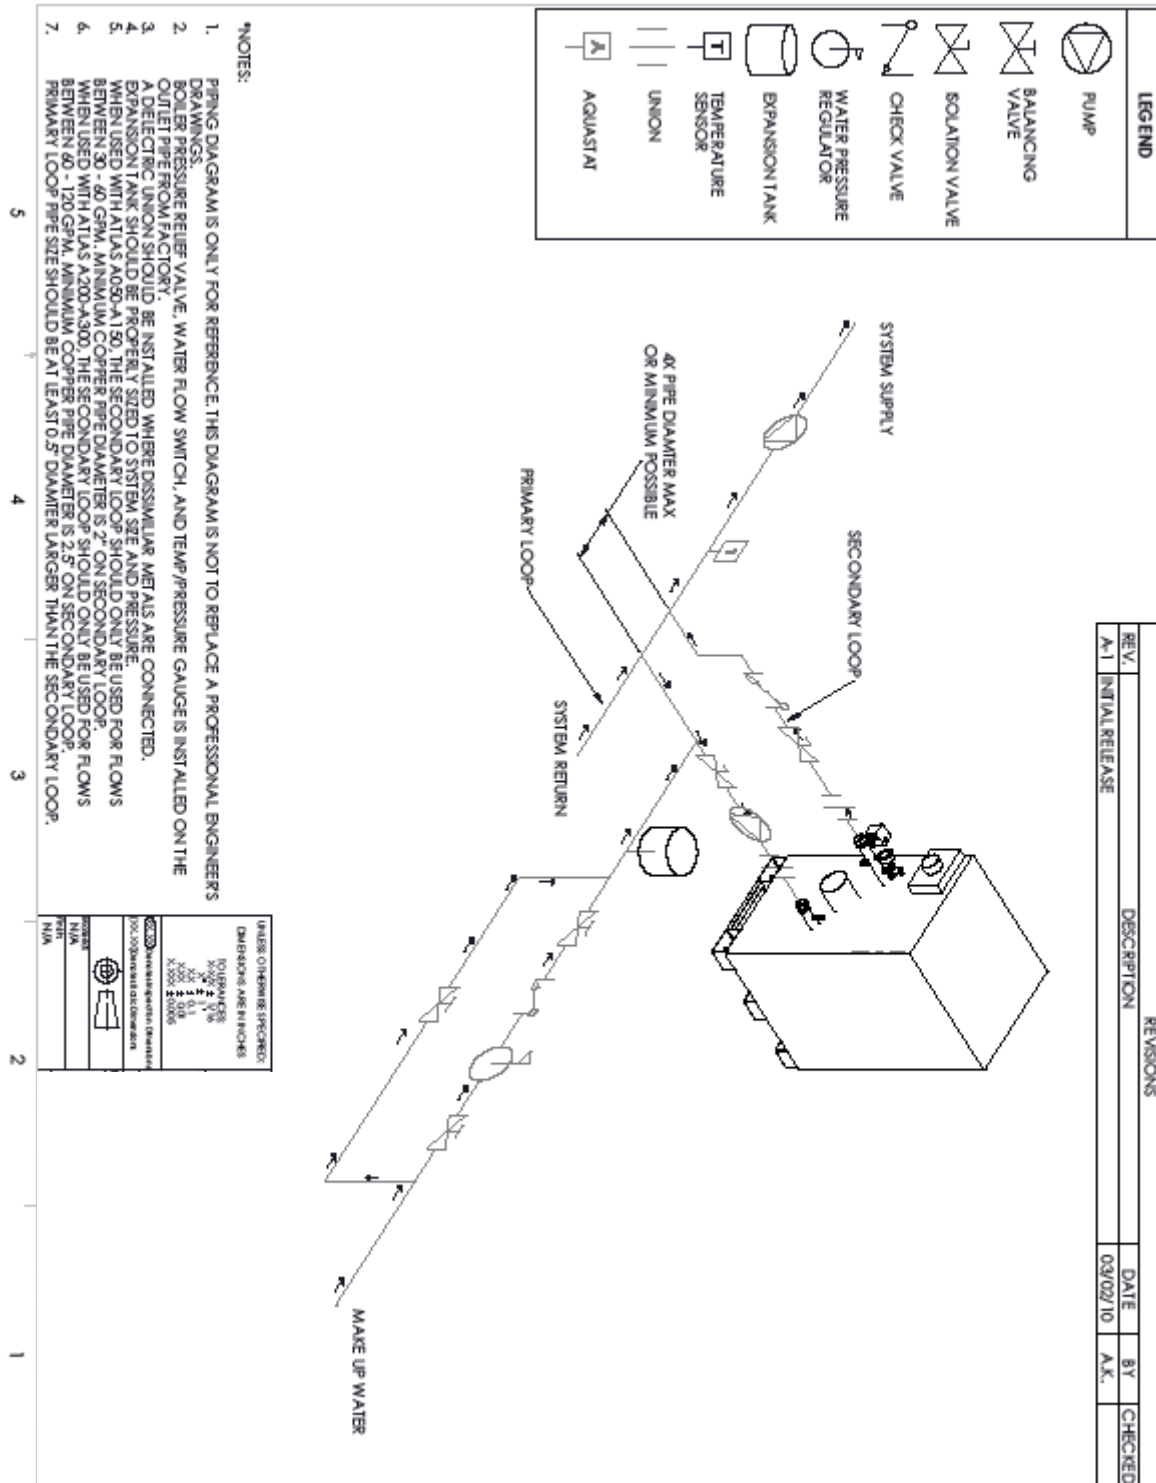 LEGEND
PUMP
BALANCING
VALVE
ISOLATION VALVE
CHECK VALVE
WATER PRESSURE
REGULATOR
EXPANSION TANK
TEMPERATURE
SENSOR
UNION
AQUASTAT
T
A
REVISIONS
REV. DESCRIPTION DATE BY CHECKED
A-1 INITIAL RELEASE 03/02/10 A.K.
SYSTEM SUPPLY
SECONDARY LOOP
4X PIPE DIAMTER MAX
OR MINIMUM POSSIBLE
PRIMARY LOOP
SYSTEM RETURN
MAKE UP WATER
*NOTES:
1. PIPING DIAGRAM IS ONLY FOR REFERENCE, THIS DIAGRAM IS NOT TO REPLACE A PROFESSIONAL ENGINEER'S
DRAWINGS.
2. BOILER PRESSURE RELIEF VALVE, WATER FLOW SWITCH, AND TEMP/PRESSURE GAUGE IS INSTALLED ON THE
OUTLET PIPE FROM FACTORY.
3. A DIELECTRIC UNION SHOULD BE INSTALLED WHERE DISSIMILIAR METALS ARE CONNECTED.
4. EXPANSION TANK SHOULD BE PROPERLY SIZED TO SYSTEM SIZE AND PRESSURE.
5. WHEN USED WITH ATLAS A050-A150, THE SECONDARY LOOP SHOULD ONLY BE USED FOR FLOWS
BETWEEN 30 - 60 GPM. MINIMUM COPPER PIPE DIAMETER IS 2" ON SECONDARY LOOP.
6. WHEN USED WITH ATLAS A200-A300, THE SECONDARY LOOP SHOULD ONLY BE USED FOR FLOWS
BETWEEN 60 - 120 GPM. MINIMUM COPPER PIPE DIAMETER IS 2.5" ON SECONDARY LOOP.
7. PRIMARY LOOP PIPE SIZE SHOULD BE AT LEAST 0.5" DIAMTER LARGER THAN THE SECONDARY LOOP.
UNLESS OTHERWISE SPECIFIED:
DIMENSIONS ARE IN INCHES
TOLERANCES
N/A
N/A
5 4 3 2 1